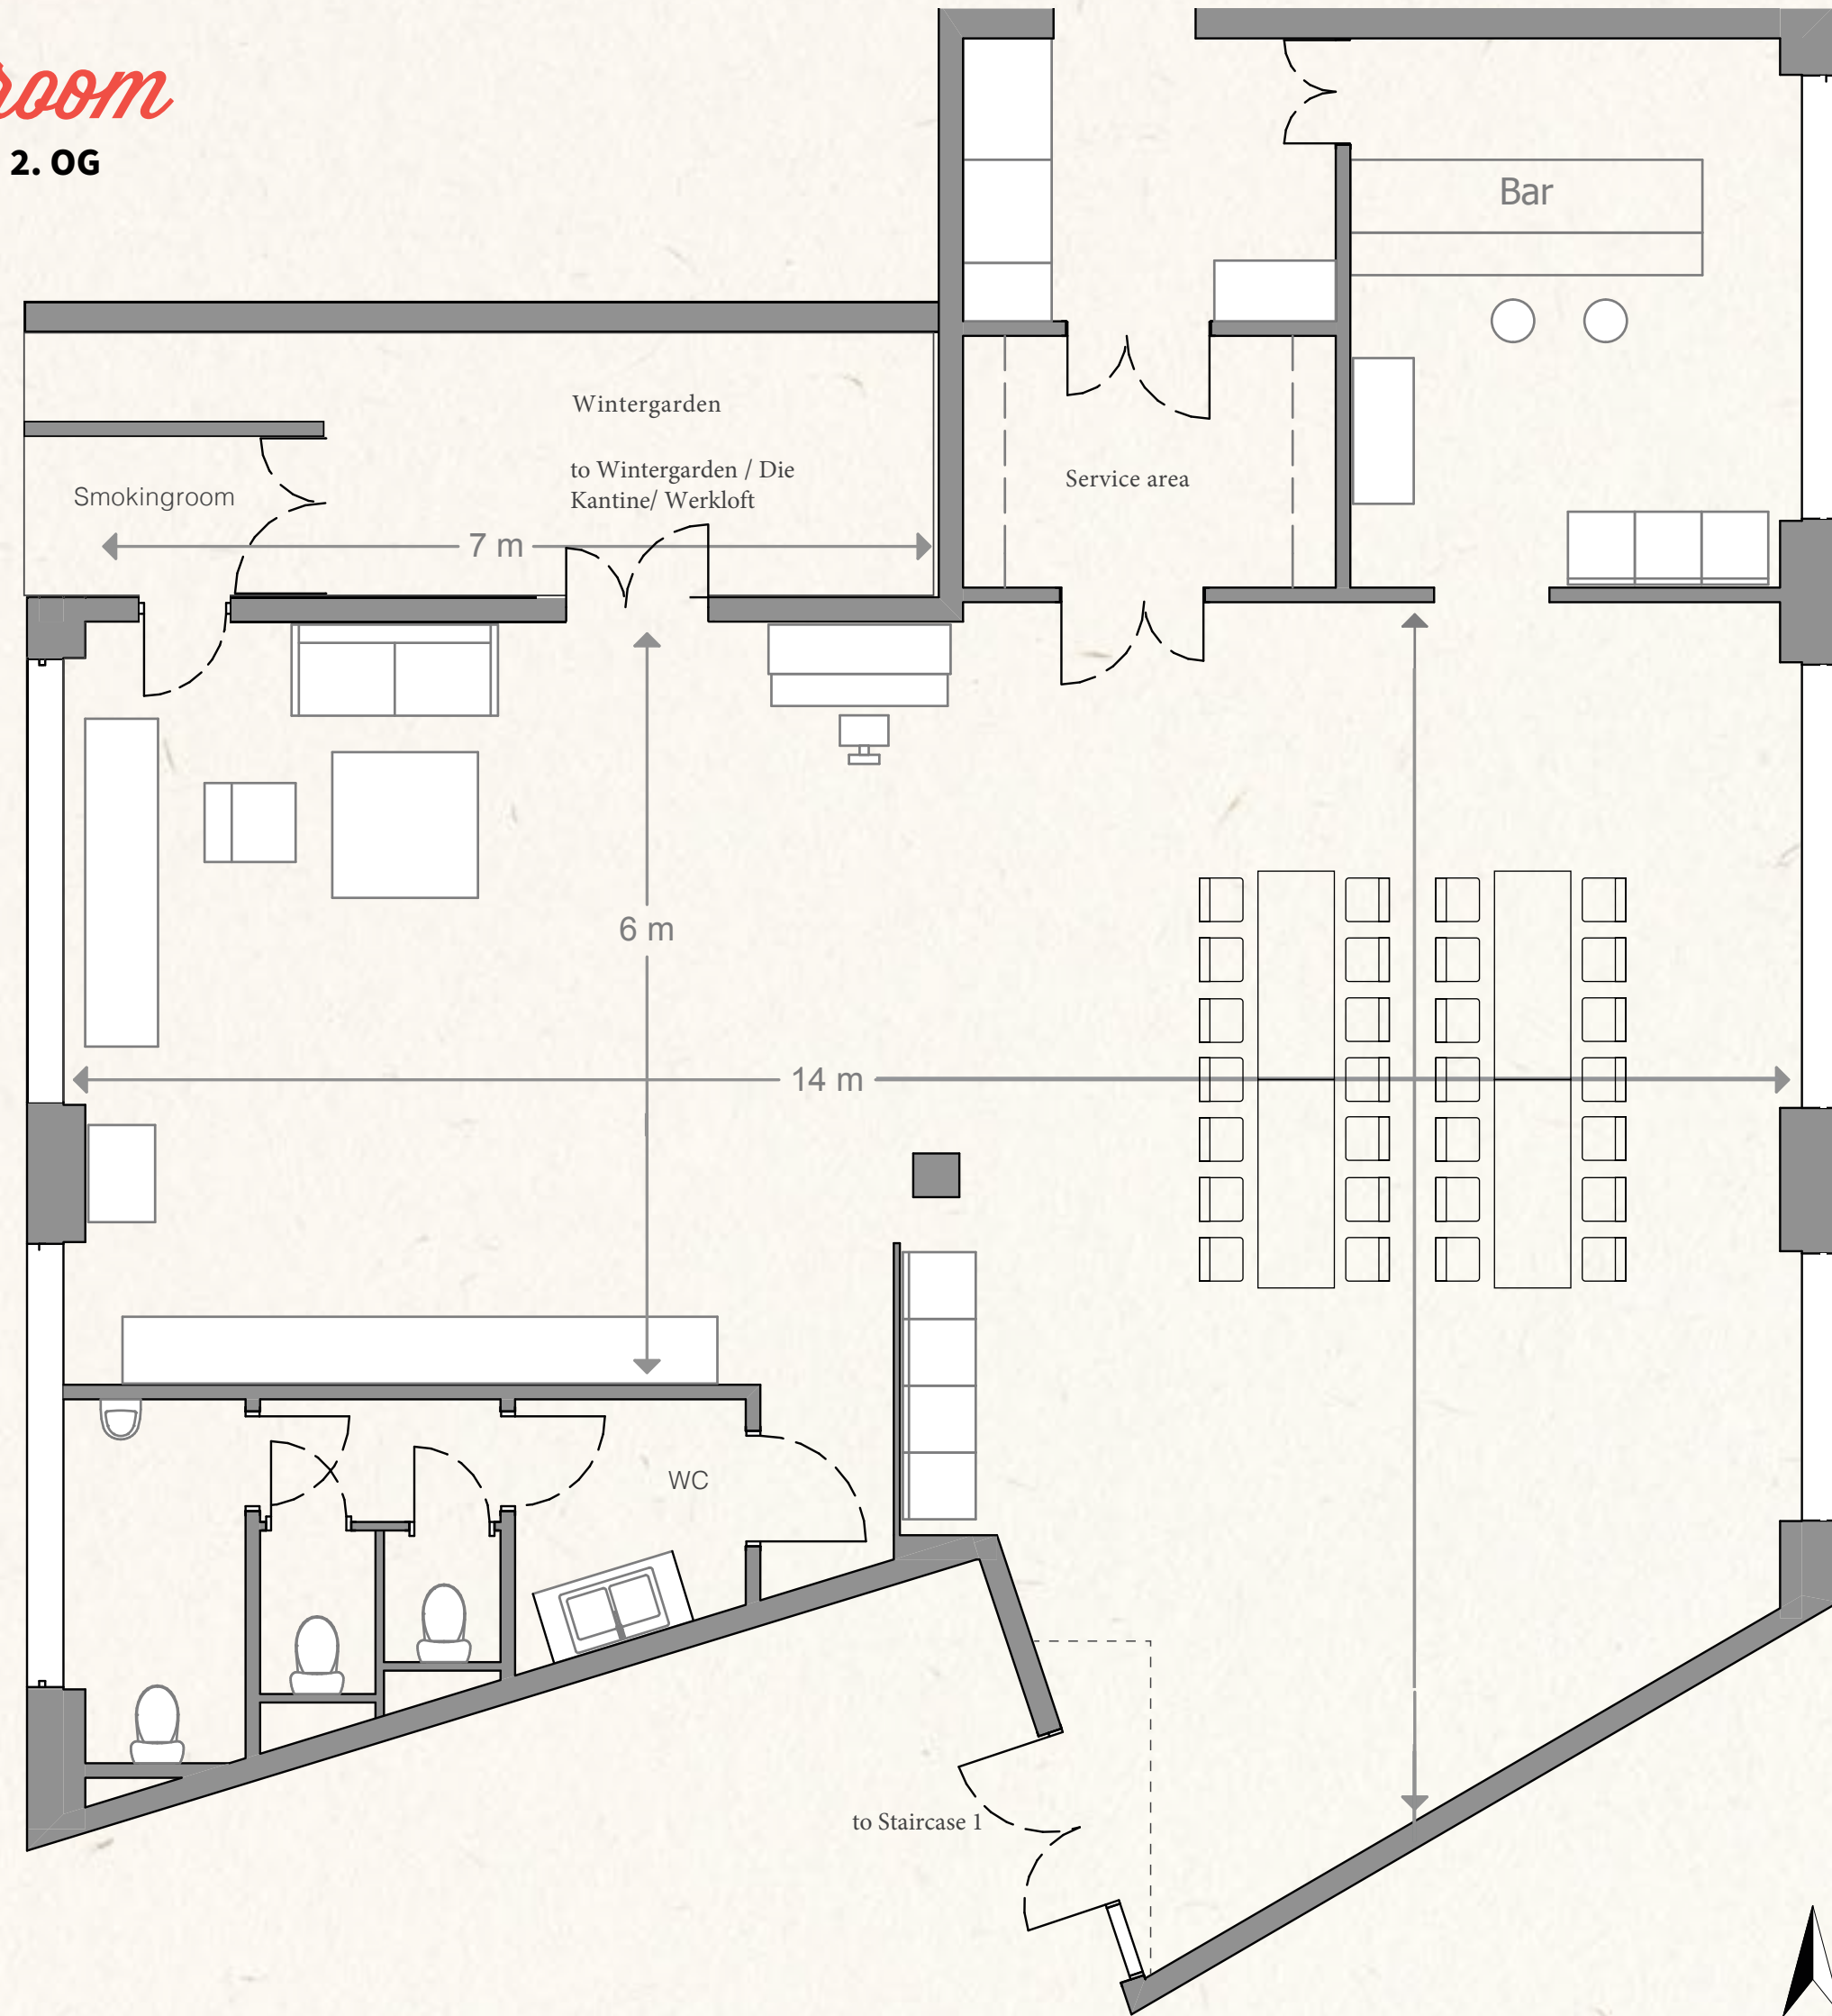 room
2. OG
Bar
Wintergarden
to Wintergarden / Die
Kantine/ Werkloft
Service area
Smokingroom
7 m
6 m
14 m
WC
to Staircase 1